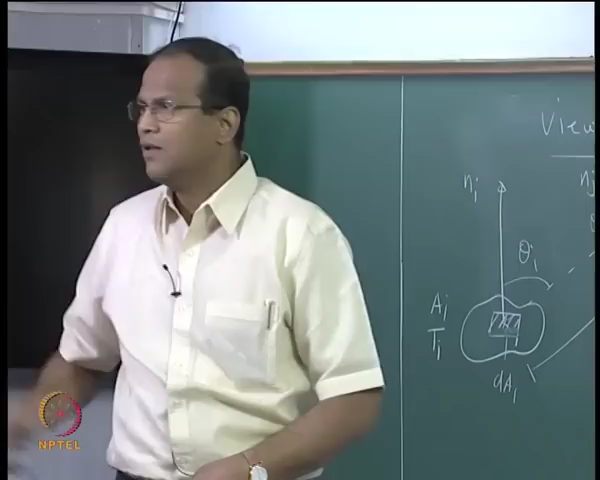 View
n_i
n_j
θ_i
A_i
T_i
dA_i
NPTEL